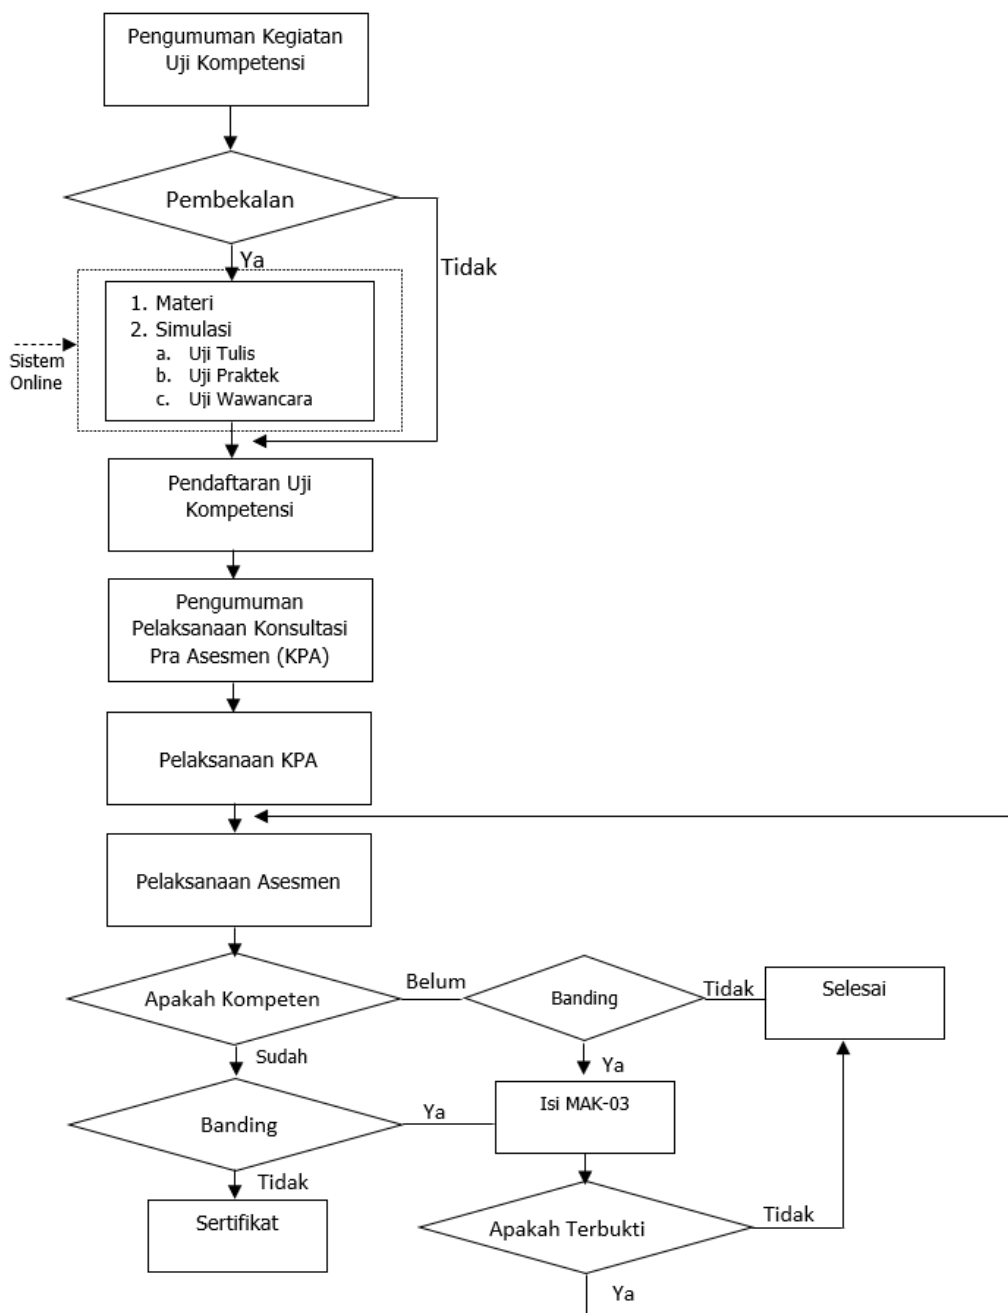 Pengumuman Kegiatan
Uji Kompetensi
Pembekalan
Ya
Tidak
1. Materi
2. Simulasi
a. Uji Tulis
b. Uji Praktek
c. Uji Wawancara
Sistem
Online
Pendaftaran Uji
Kompetensi
Pengumuman
Pelaksanaan Konsultasi
Pra Asesmen (KPA)
Pelaksanaan KPA
Pelaksanaan Asesmen
Apakah Kompeten
Belum
Banding
Tidak
Selesai
Sudah
Ya
Banding
Ya
Isi MAK-03
Tidak
Sertifikat
Apakah Terbukti
Tidak
Ya